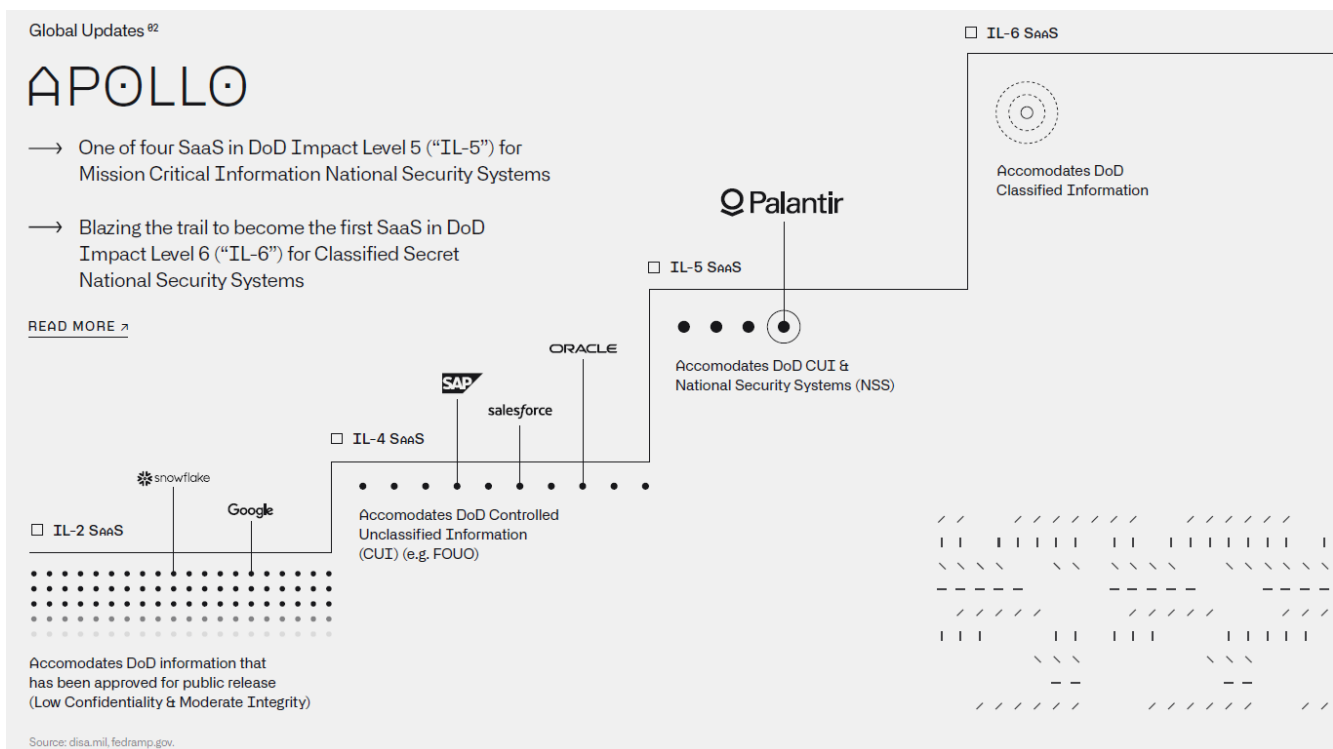 Global Updates 02
APOLLO
→ One of four SaaS in DoD Impact Level 5 (“IL-5”) for
Mission Critical Information National Security Systems
→ Blazing the trail to become the first SaaS in DoD
Impact Level 6 (“IL-6”) for Classified Secret
National Security Systems
READ MORE ↗
IL-2 SAAS
snowflake
Google
Accomodates DoD information that
has been approved for public release
(Low Confidentiality & Moderate Integrity)
IL-4 SAAS
SAP
salesforce
ORACLE
Accomodates DoD Controlled
Unclassified Information
(CUI) (e.g. FOUO)
IL-5 SAAS
Palantir
Accomodates DoD CUI &
National Security Systems (NSS)
IL-6 SAAS
Accomodates DoD
Classified Information
Source: disa.mil, fedramp.gov.